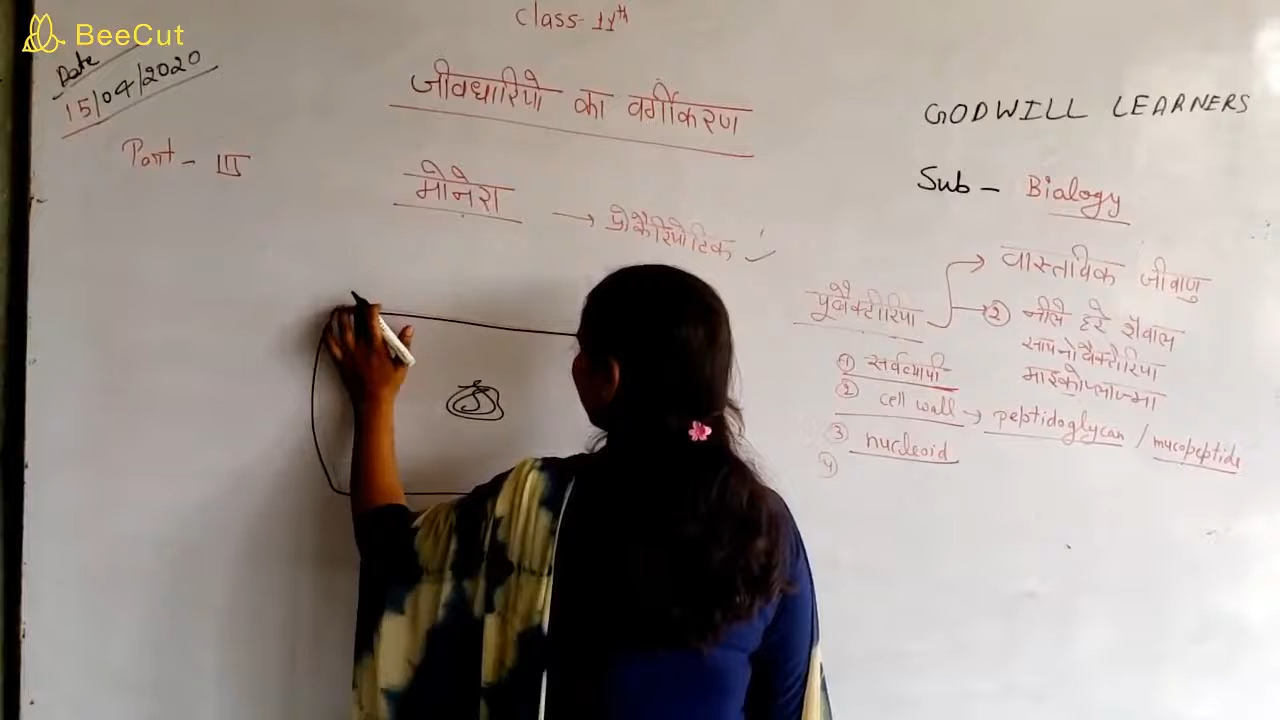 BeeCut
Class-11th
Date
15/04/2020
जीवधारियो का वर्गीकरण
GODWILL LEARNERS
Part - III
Sub - Bialogy
मोनेरा → प्रोकैरियोटिक ✓
यूबैक्टीरिया
वास्तविक जीवाणु
② नीले हरे शैवाल
सायनोबैक्टीरिया
माइकोप्लाज्मा
① सर्वव्यापी
② cell wall → peptidoglycan / mucopeptide
③ nucleoid
④